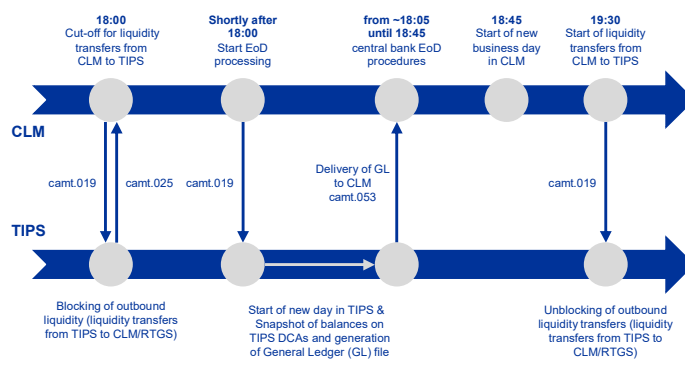 18:00
Cut-off for liquidity
transfers from
CLM to TIPS
Shortly after
18:00
Start EoD
processing
from ~18:05
until 18:45
central bank EoD
procedures
18:45
Start of new
business day
in CLM
19:30
Start of liquidity
transfers from
CLM to TIPS
CLM
camt.019
camt.025
camt.019
Delivery of GL
to CLM
camt.053
camt.019
TIPS
Blocking of outbound
liquidity (liquidity transfers
from TIPS to CLM/RTGS)
Start of new day in TIPS &
Snapshot of balances on
TIPS DCAs and generation
of General Ledger (GL) file
Unblocking of outbound
liquidity transfers (liquidity
transfers from TIPS to
CLM/RTGS)